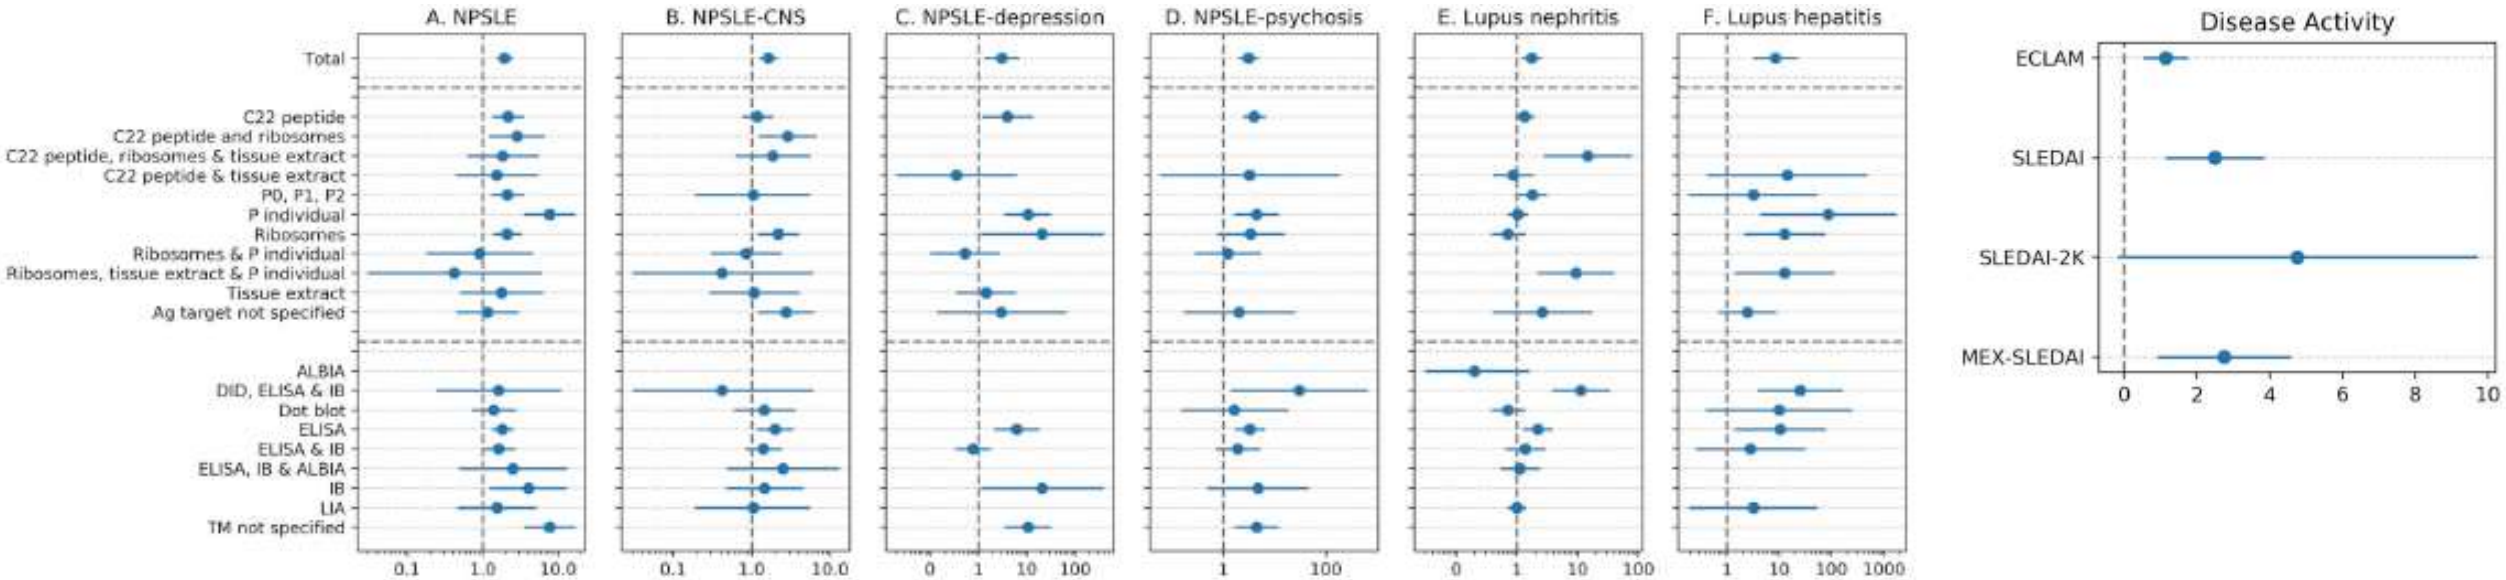 A. NPSLE
B. NPSLE-CNS
C. NPSLE-depression
D. NPSLE-psychosis
E. Lupus nephritis
F. Lupus hepatitis
Disease Activity
Total
C22 peptide
C22 peptide and ribosomes
C22 peptide, ribosomes & tissue extract
C22 peptide & tissue extract
P0, P1, P2
P individual
Ribosomes
Ribosomes & P individual
Ribosomes, tissue extract & P individual
Tissue extract
Ag target not specified
ALBIA
DID, ELISA & IB
Dot blot
ELISA
ELISA & IB
ELISA, IB & ALBIA
IB
LIA
TM not specified
0.1 1.0 10.0
0.1 1.0 10.0
0 1 10 100
1 100
0 1 10 100
1 10 100 1000
ECLAM
SLEDAI
SLEDAI-2K
MEX-SLEDAI
0 2 4 6 8 10